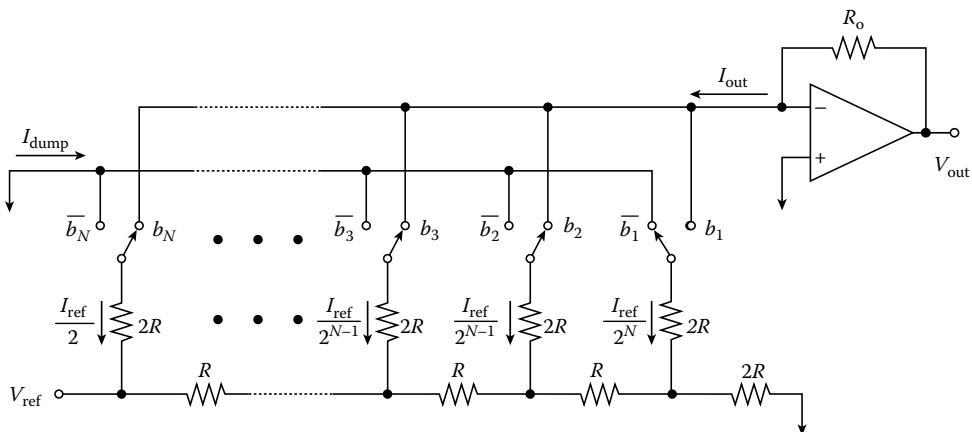 Rₒ
I_out
−
+
V_out
I_dump
b̅_N b_N b̅_3 b_3 b̅_2 b_2 b̅_1 b_1
I_ref/2 2R I_ref/2^{N−1} 2R I_ref/2^{N−1} 2R I_ref/2^N 2R
V_ref R R R 2R